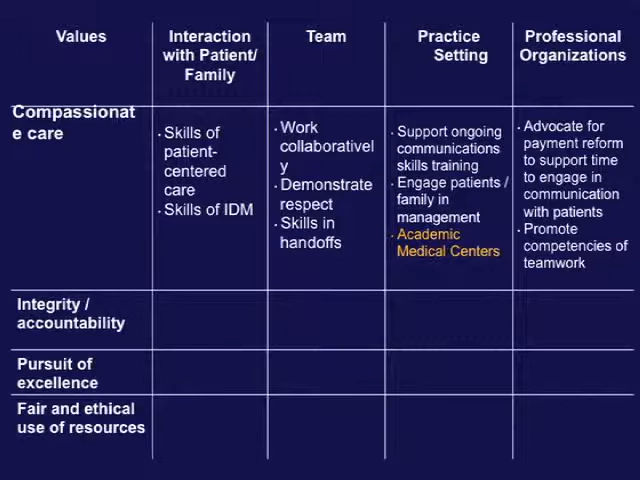 Values
Interaction
with Patient/
Family
Team
Practice
Setting
Professional
Organizations
Compassionat
e care
· Skills of
patient-
centered
care
· Skills of IDM
· Work
collaborativel
y
· Demonstrate
respect
· Skills in
handoffs
· Support ongoing
communications
skills training
· Engage patients /
family in
management
· Academic
Medical Centers
· Advocate for
payment reform
to support time
to engage in
communication
with patients
· Promote
competencies of
teamwork
Integrity /
accountability
Pursuit of
excellence
Fair and ethical
use of resources